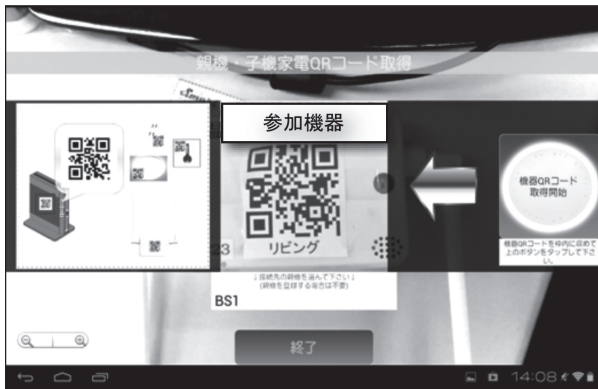 親機・子機家電QRコード取得
参加機器
リビング
23
↓接続先の親機を選んで下さい↓
(親機を登録する場合は不要)
BS1
機器QRコード
取得開始
機器QRコードを枠内に収めて
上のボタンをタップして下さ
い。
終了
14:08